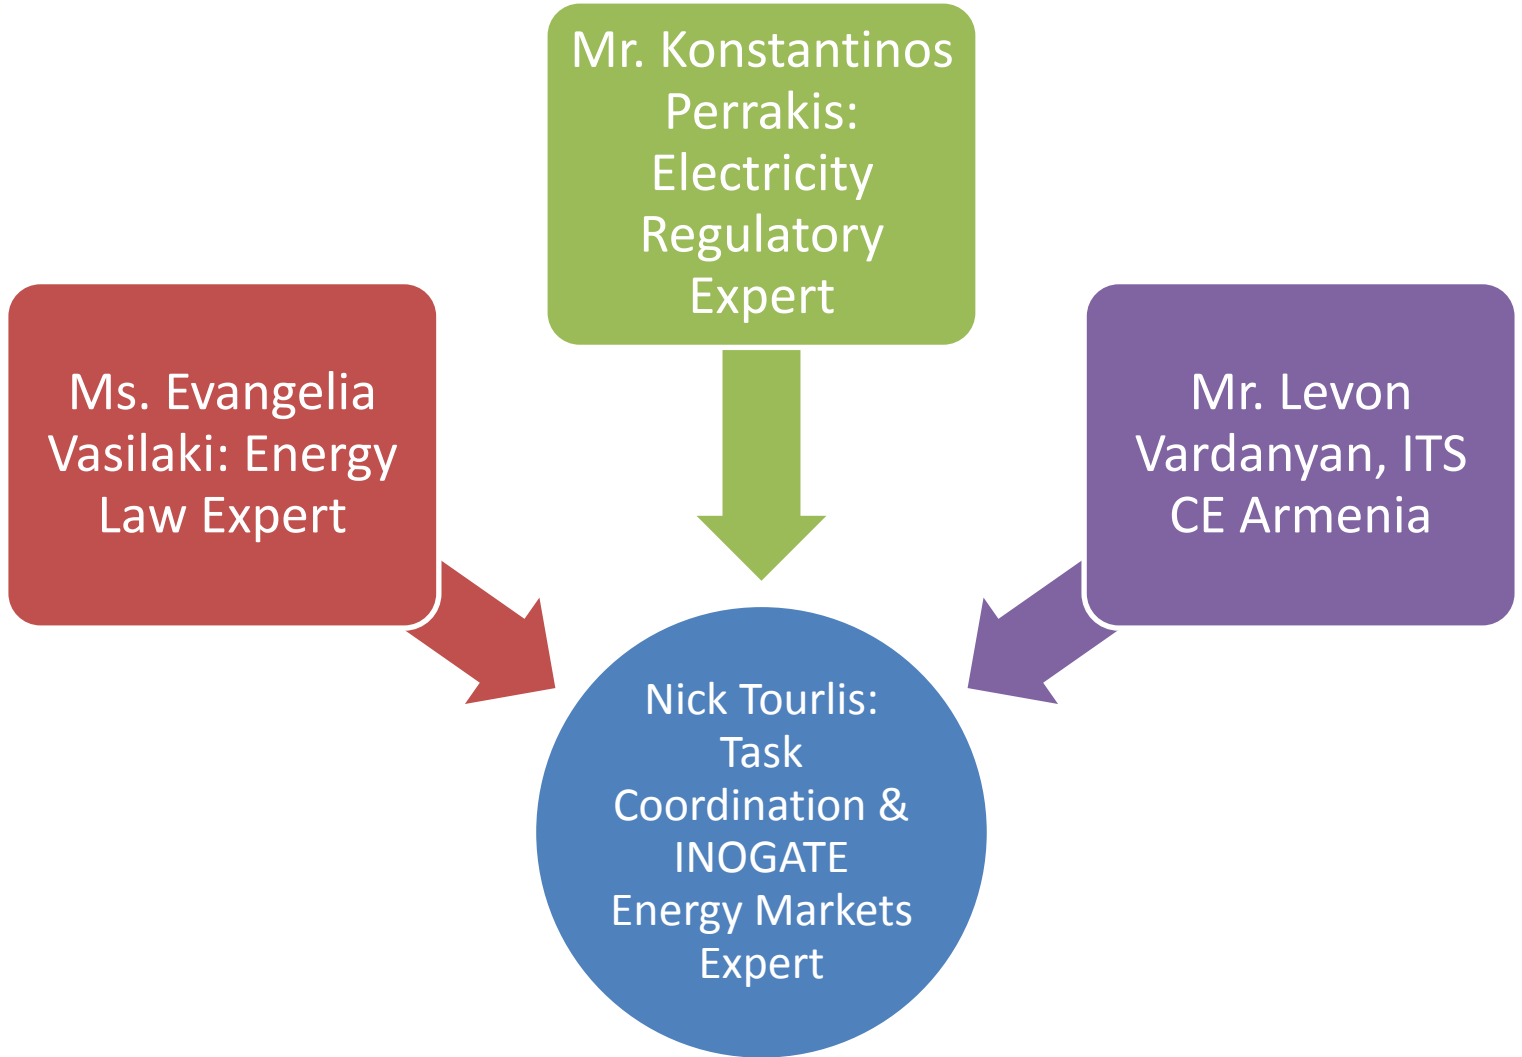 Mr. Konstantinos
Perrakis:
Electricity
Regulatory
Expert
Ms. Evangelia
Vasilaki: Energy
Law Expert
Mr. Levon
Vardanyan, ITS
CE Armenia
Nick Tourlis:
Task
Coordination &
INOGATE
Energy Markets
Expert